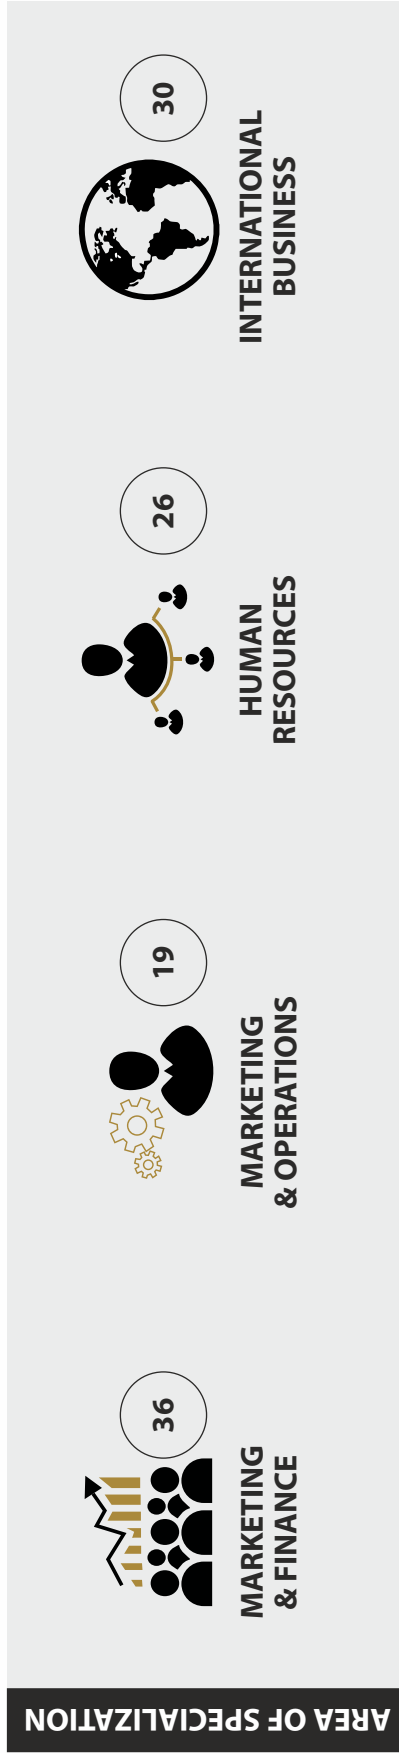 AREA OF SPECIALIZATION
36
MARKETING
& FINANCE
19
MARKETING
& OPERATIONS
26
HUMAN
RESOURCES
30
INTERNATIONAL
BUSINESS